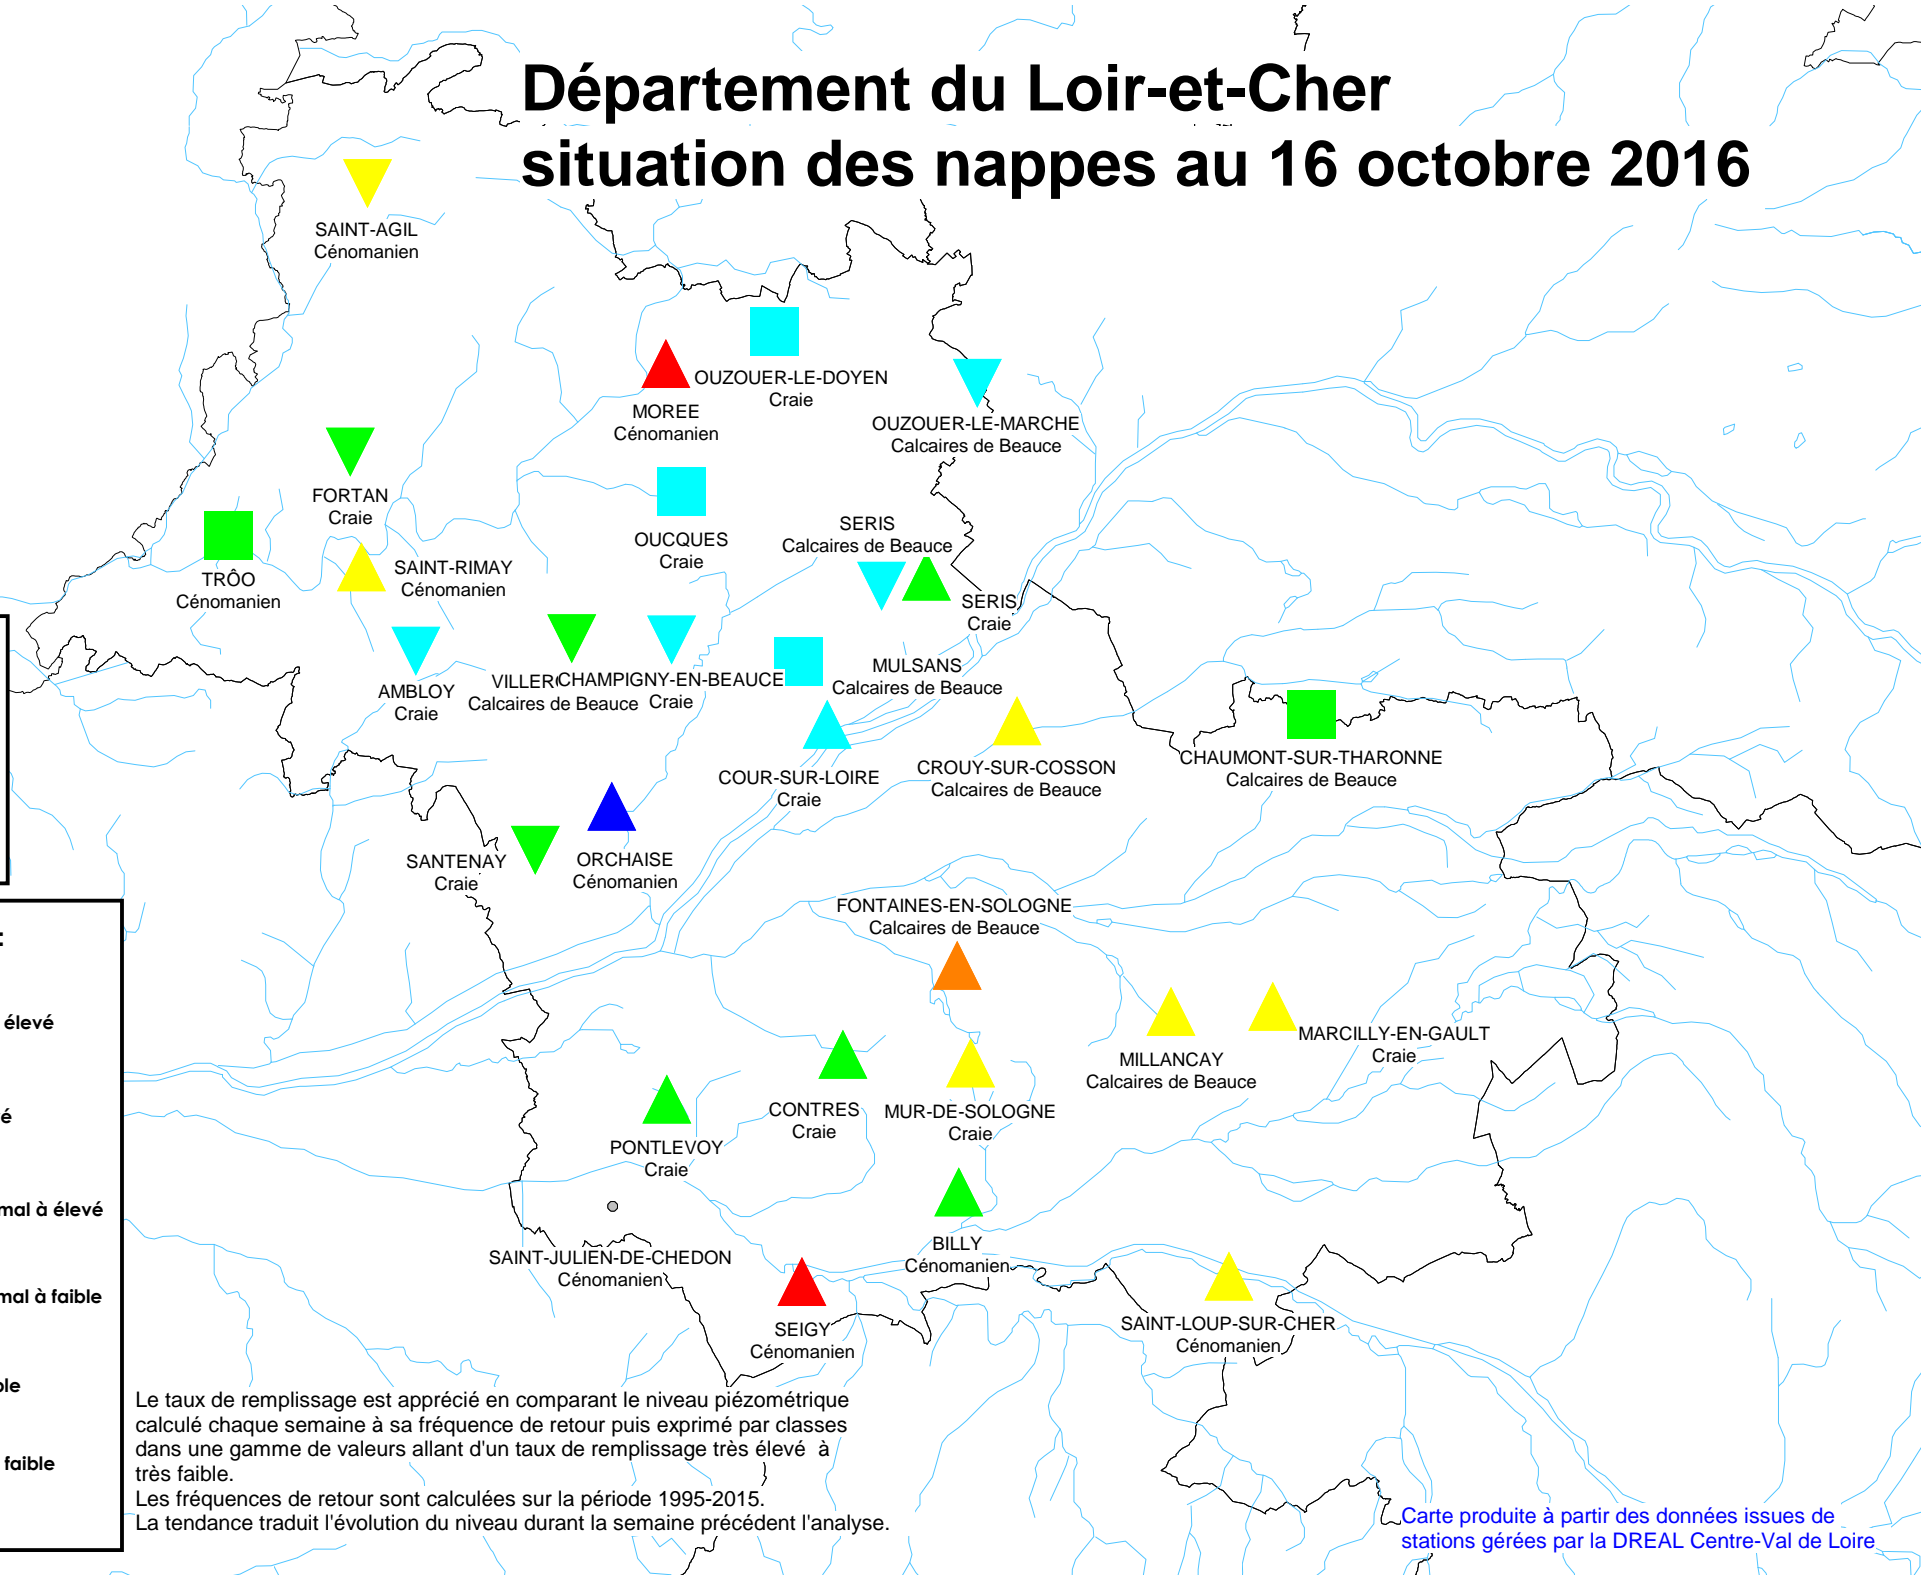 Département du Loir-et-Cher
situation des nappes au 16 octobre 2016
SAINT-AGIL
Cénomanien
OUZOUER-LE-DOYEN
Craie
MOREE
Cénomanien
OUZOUER-LE-MARCHE
Calcaires de Beauce
FORTAN
Craie
OUCQUES
Craie
SERIS
Calcaires de Beauce
TRÔO
Cénomanien
SAINT-RIMAY
Cénomanien
SERIS
Craie
AMBLOY
Craie
Calcaires de Beauce
CHAMPIGNY-EN-BEAUCE
Craie
MULSANS
Calcaires de Beauce
COUR-SUR-LOIRE
Craie
CROUY-SUR-COSSON
Calcaires de Beauce
CHAUMONT-SUR-THARONNE
Calcaires de Beauce
SANTENAY
Craie
ORCHAISE
Cénomanien
FONTAINES-EN-SOLOGNE
Calcaires de Beauce
MILLANCAY
Calcaires de Beauce
MARCILLY-EN-GAULT
Craie
CONTRES
Craie
MUR-DE-SOLOGNE
Craie
PONTLEVOY
Craie
SAINT-JULIEN-DE-CHEDON
Cénomanien
BILLY
Cénomanien
SEIGY
Cénomanien
SAINT-LOUP-SUR-CHER
Cénomanien
:
élevé
à élevé
à faible
faible
Le taux de remplissage est apprécié en comparant le niveau piézométrique
calculé chaque semaine à sa fréquence de retour puis exprimé par classes
dans une gamme de valeurs allant d'un taux de remplissage très élevé à
très faible.
Les fréquences de retour sont calculées sur la période 1995-2015.
La tendance traduit l'évolution du niveau durant la semaine précédent l'analyse.
Carte produite à partir des données issues de
stations gérées par la DREAL Centre-Val de Loire